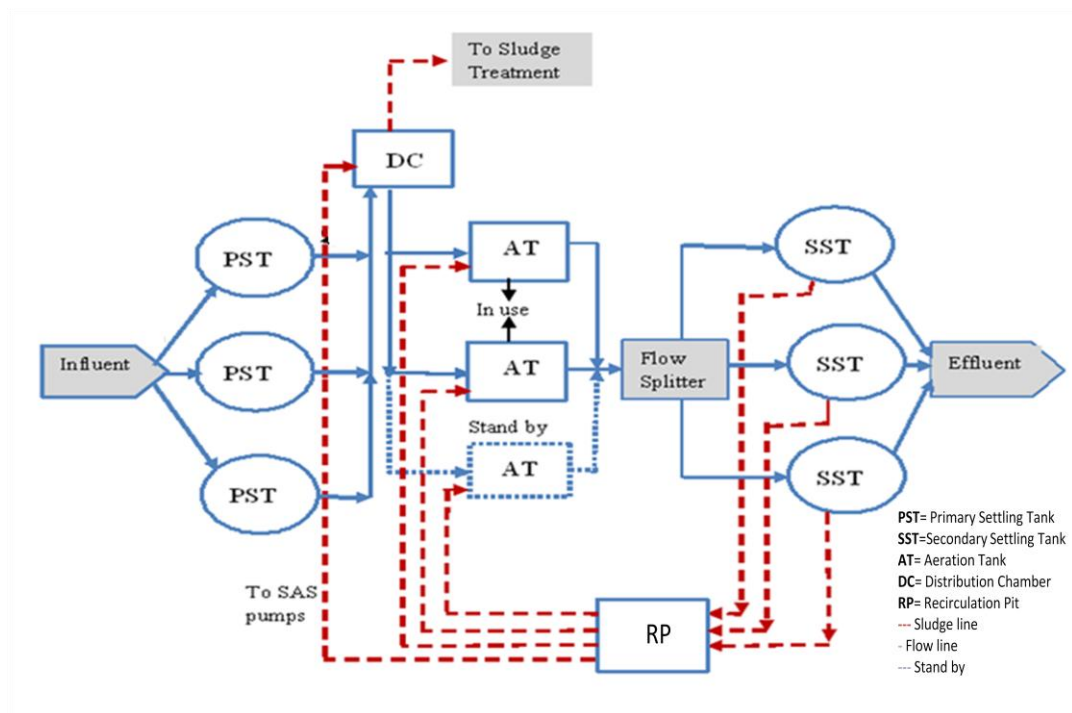 To Sludge
Treatment
DC
PST
AT
SST
In use
Influent
PST
AT
Flow
Splitter
SST
Effluent
Stand by
PST
AT
SST
PST= Primary Settling Tank
SST=Secondary Settling Tank
AT= Aeration Tank
DC= Distribution Chamber
RP= Recirculation Pit
--- Sludge line
- Flow line
--- Stand by
To SAS
pumps
RP